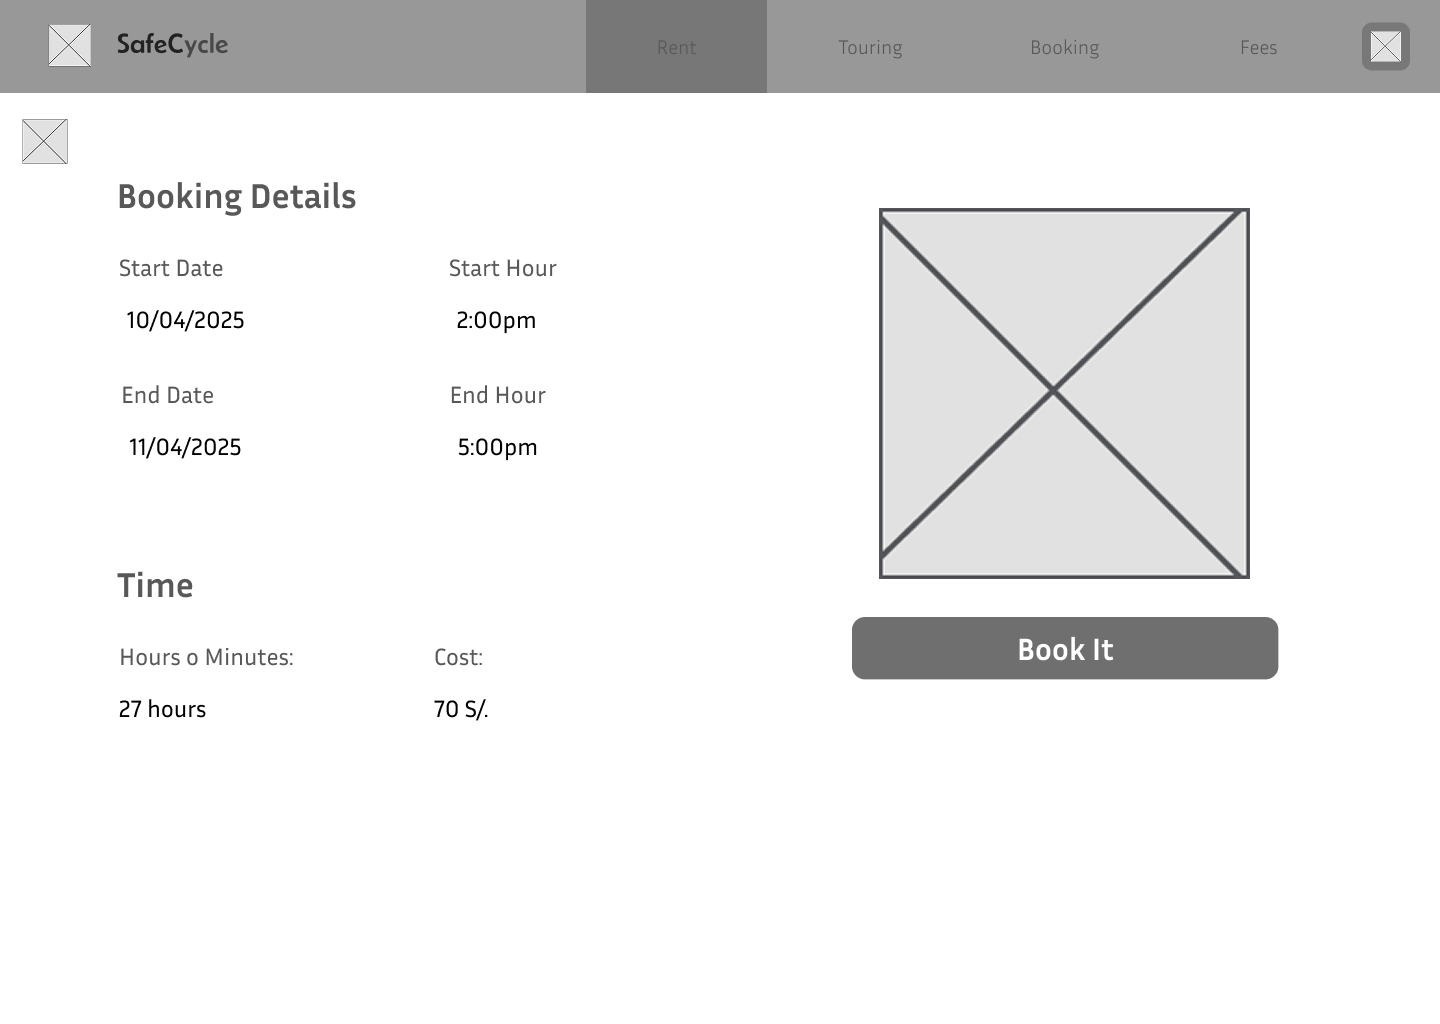 SafeCycle
Rent
Touring
Booking
Fees
Booking Details
Start Date
Start Hour
10/04/2025
2:00pm
End Date
End Hour
11/04/2025
5:00pm
Time
Hours o Minutes:
Cost:
27 hours
70 S/.
Book It